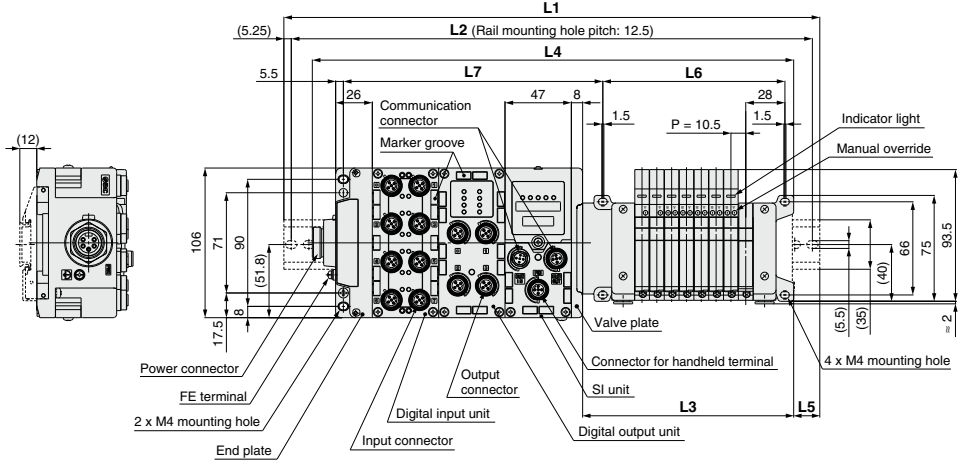 L1
(5.25)
L2 (Rail mounting hole pitch: 12.5)
L4
5.5
L7
L6
26
Communication
connector
47
8
28
1.5
P = 10.5
1.5
Indicator light
(12)
Marker groove
Manual override
106
90
71
(51.8)
8
17.5
66
75
93.5
(40)
(5.5)
(35)
≈ 2
Valve plate
Power connector
Connector for handheld terminal
4 x M4 mounting hole
FE terminal
Output
connector
SI unit
2 x M4 mounting hole
Digital input unit
L3
L5
Digital output unit
End plate
Input connector